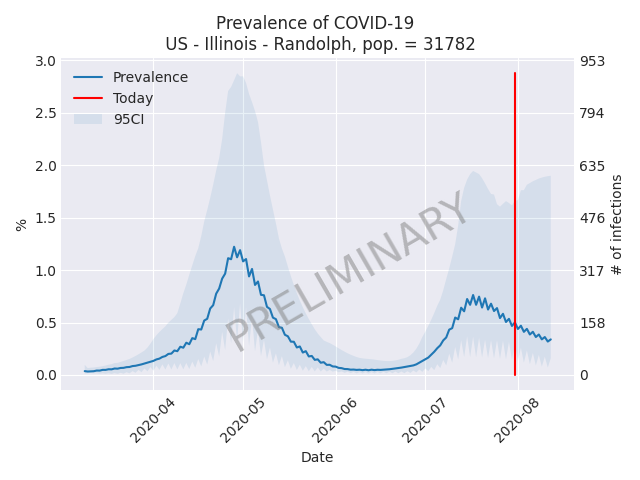 Prevalence of COVID-19
US - Illinois - Randolph, pop. = 31782
Prevalence
Today
95CI
PRELIMINARY
3.0
2.5
2.0
1.5
1.0
0.5
0.0
%
953
794
635
476
317
158
0
# of infections
2020-04
2020-05
2020-06
2020-07
2020-08
Date